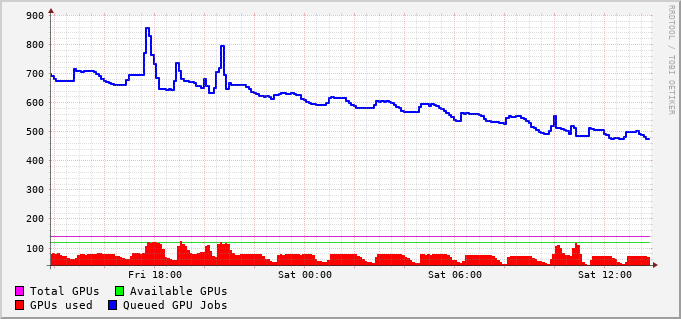 900
800
700
600
500
400
300
200
100
Fri 18:00 Sat 00:00 Sat 06:00 Sat 12:00
Total GPUs Available GPUs
GPUs used Queued GPU Jobs
RRDTOOL / TOBI OETIKER